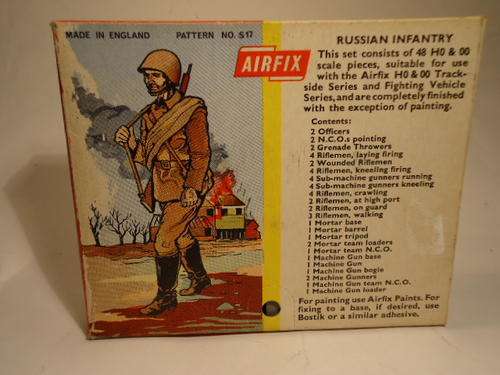 MADE IN ENGLAND PATTERN NO. S17
AIRFIX
RUSSIAN INFANTRY
This set consists of 48 H0 & 00
scale pieces, suitable for use
with the Airfix H0 & 00 Track-
side Series and Fighting Vehicle
Series, and are completely finished
with the exception of painting.
Contents:
2 Officers
2 N.C.O.s pointing
2 Grenade Throwers
4 Riflemen, laying firing
2 Wounded Riflemen
4 Riflemen, kneeling firing
4 Sub-machine gunners running
4 Sub-machine gunners kneeling
4 Riflemen, crawling
2 Riflemen, at high port
2 Riflemen, on guard
3 Riflemen, walking
1 Mortar base
1 Mortar barrel
1 Mortar tripod
2 Mortar team loaders
1 Mortar team N.C.O.
1 Machine Gun base
1 Machine Gun
1 Machine Gun bogie
2 Machine Gunners
1 Machine Gun team N.C.O.
1 Machine Gun loader
For painting use Airfix Paints. For
fixing to a base, if desired, use
Bostik or a similar adhesive.